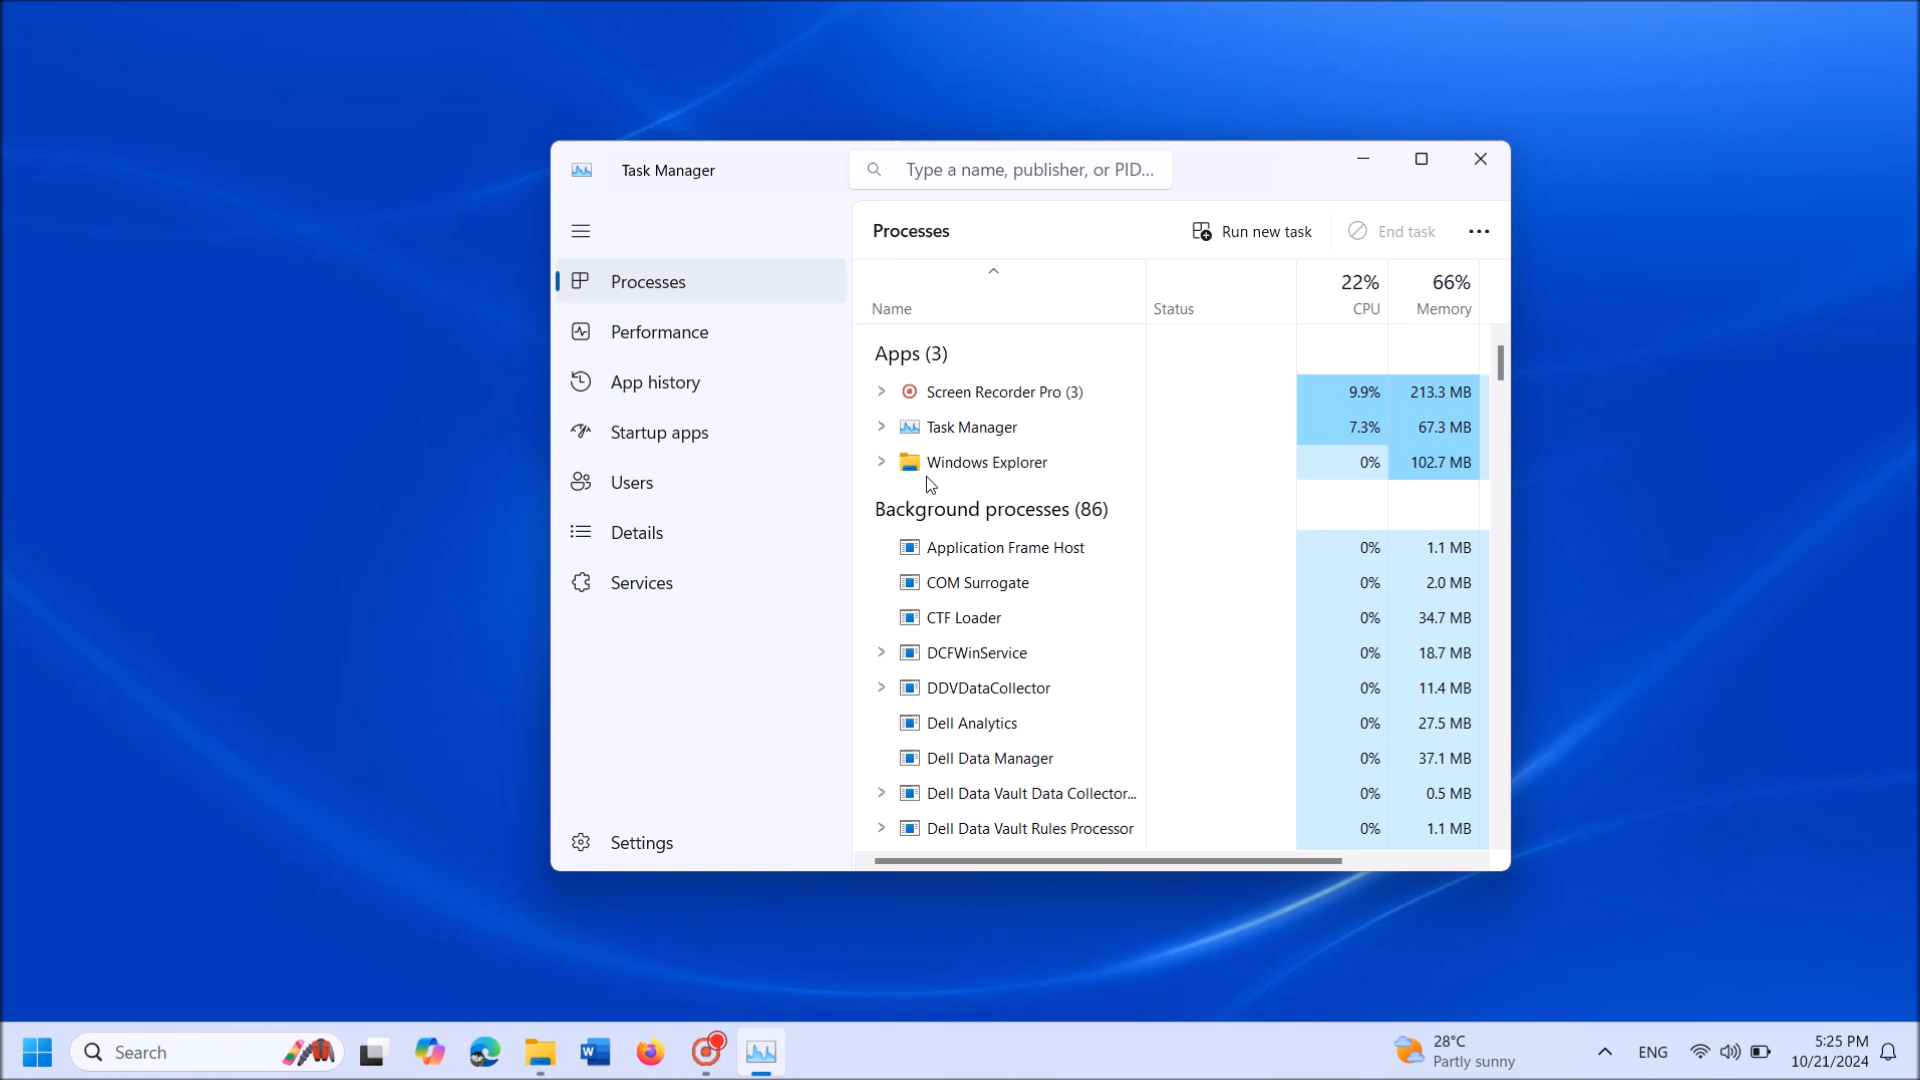 Task Manager
Type a name, publisher, or PID...
Processes
Run new task
End task
Processes
Performance
App history
Startup apps
Users
Details
Services
Settings
22% 66%
Name Status CPU Memory
Apps (3)
Screen Recorder Pro (3) 9.9% 213.3 MB
Task Manager 7.3% 67.3 MB
Windows Explorer 0% 102.7 MB
Background processes (86)
Application Frame Host 0% 1.1 MB
COM Surrogate 0% 2.0 MB
CTF Loader 0% 34.7 MB
DCFWinService 0% 18.7 MB
DDVDataCollector 0% 11.4 MB
Dell Analytics 0% 27.5 MB
Dell Data Manager 0% 37.1 MB
Dell Data Vault Data Collector... 0% 0.5 MB
Dell Data Vault Rules Processor 0% 1.1 MB
Search
28°C
Partly sunny
ENG
5:25 PM
10/21/2024